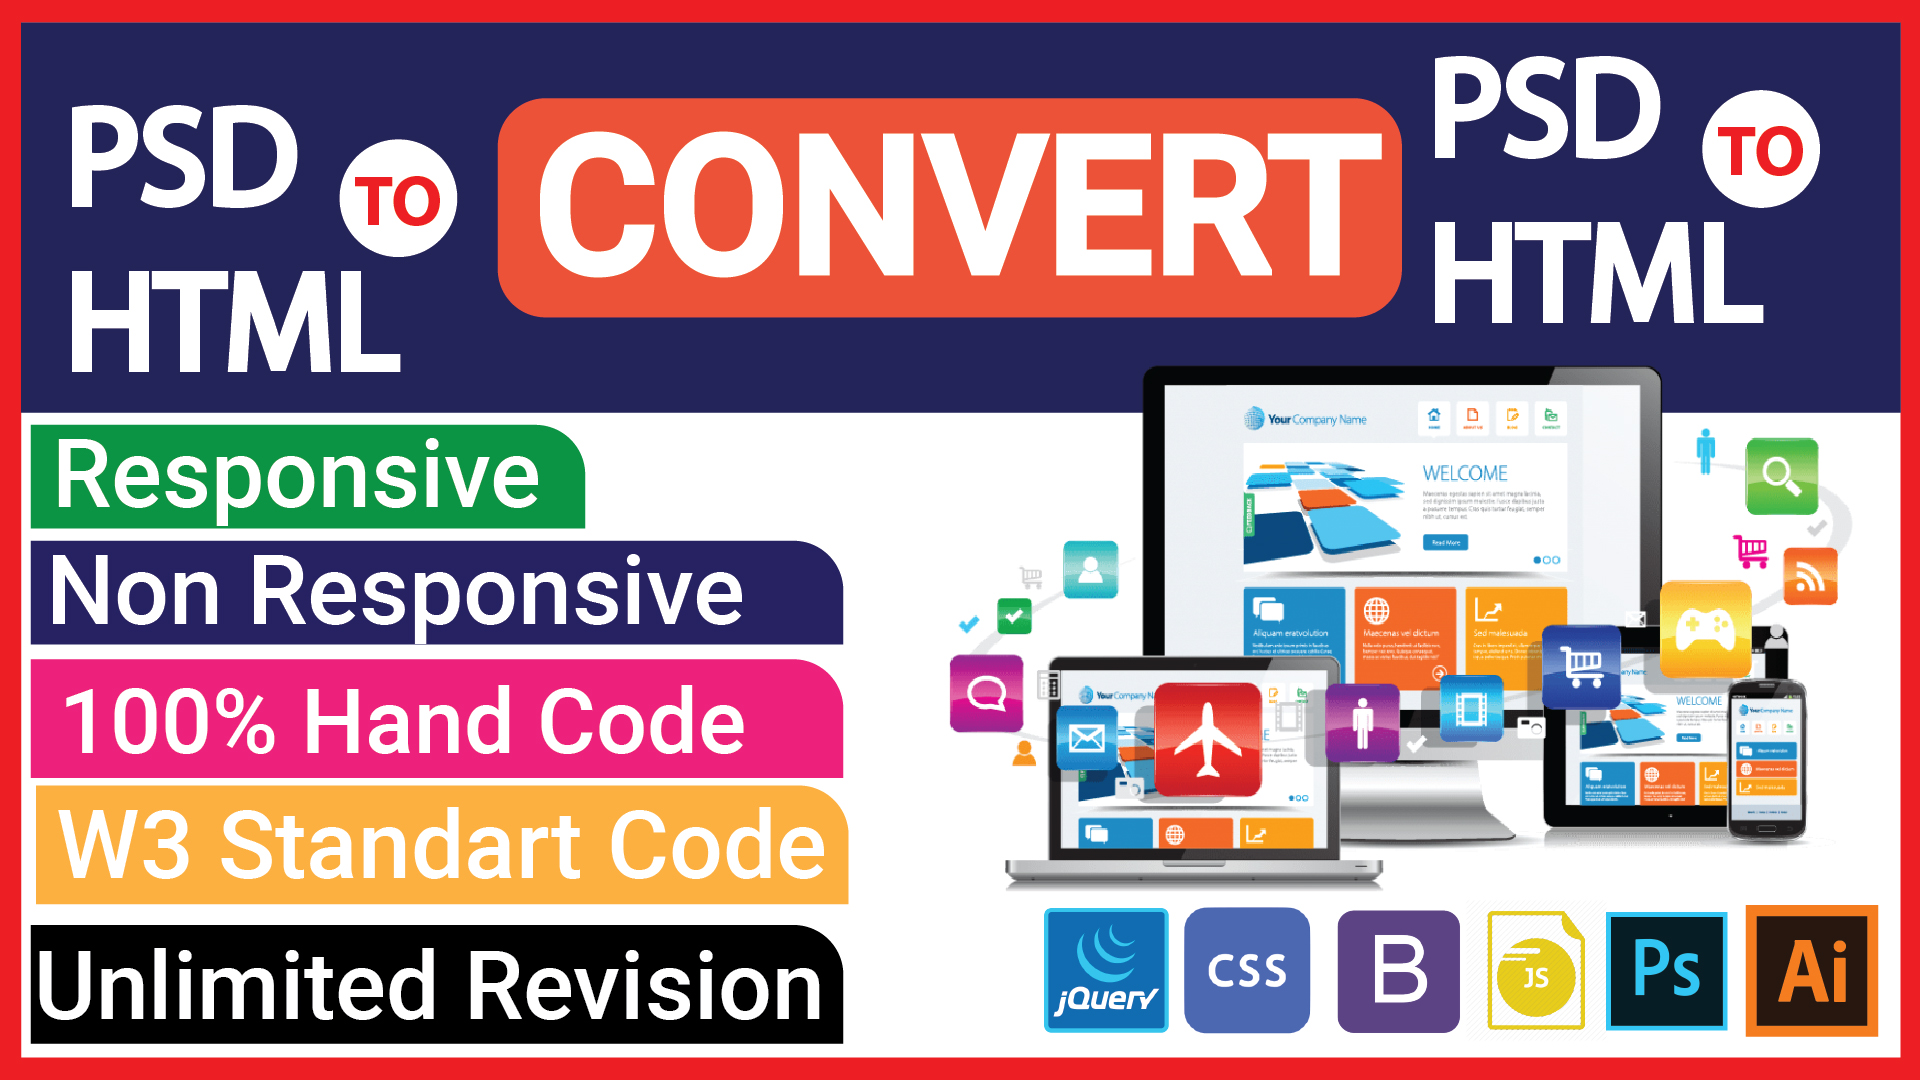 PSD
TO
HTML
CONVERT
PSD
TO
HTML
Responsive
Non Responsive
100% Hand Code
W3 Standart Code
Unlimited Revision
Your Company Name
WELCOME
Read More
Aliquam eratvolution
Maecenas vel dictum
Sed malesuada
Your Company N
WELCOME
jQuery
CSS
B
JS
Ps
Ai